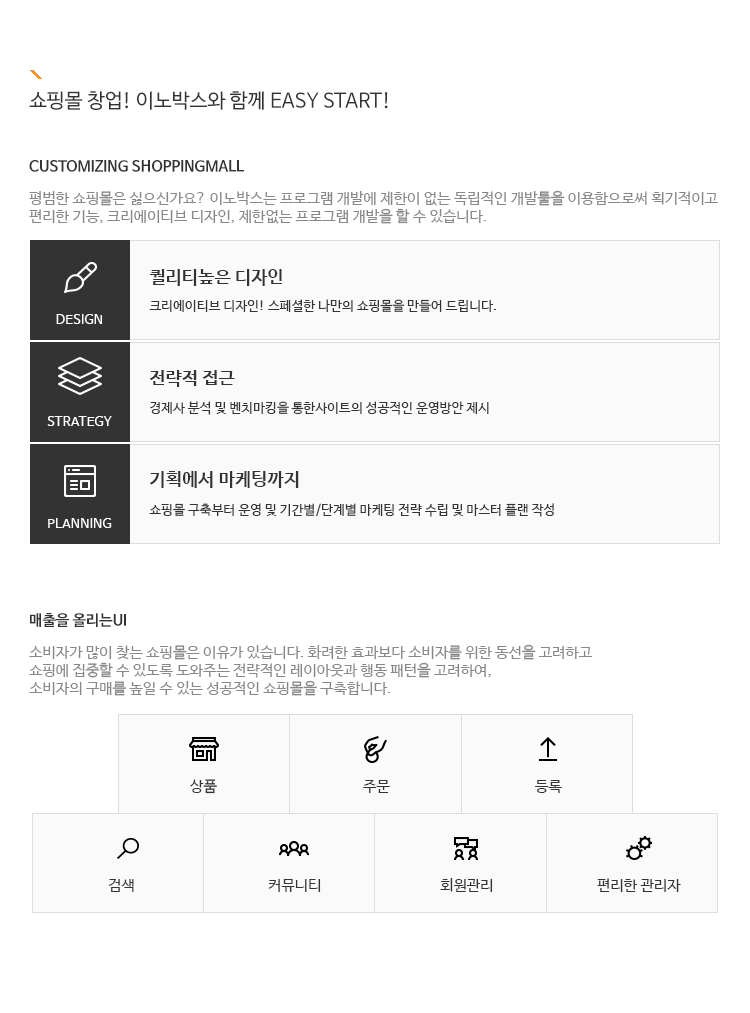 쇼핑몰 창업! 이노박스와 함께 EASY START!
CUSTOMIZING SHOPPINGMALL
평범한 쇼핑몰은 싫으신가요? 이노박스는 프로그램 개발에 제한이 없는 독립적인 개발툴을 이용함으로써 획기적이고
편리한 기능, 크리에이티브 디자인, 제한없는 프로그램 개발을 할 수 있습니다.
DESIGN
퀄리티높은 디자인
크리에이티브 디자인! 스페셜한 나만의 쇼핑몰을 만들어 드립니다.
STRATEGY
전략적 접근
경제사 분석 및 벤치마킹을 통한사이트의 성공적인 운영방안 제시
PLANNING
기획에서 마케팅까지
쇼핑몰 구축부터 운영 및 기간별/단계별 마케팅 전략 수립 및 마스터 플랜 작성
매출을 올리는UI
소비자가 많이 찾는 쇼핑몰은 이유가 있습니다. 화려한 효과보다 소비자를 위한 동선을 고려하고
쇼핑에 집중할 수 있도록 도와주는 전략적인 레이아웃과 행동 패턴을 고려하여,
소비자의 구매를 높일 수 있는 성공적인 쇼핑몰을 구축합니다.
상품
주문
등록
검색
커뮤니티
회원관리
편리한 관리자